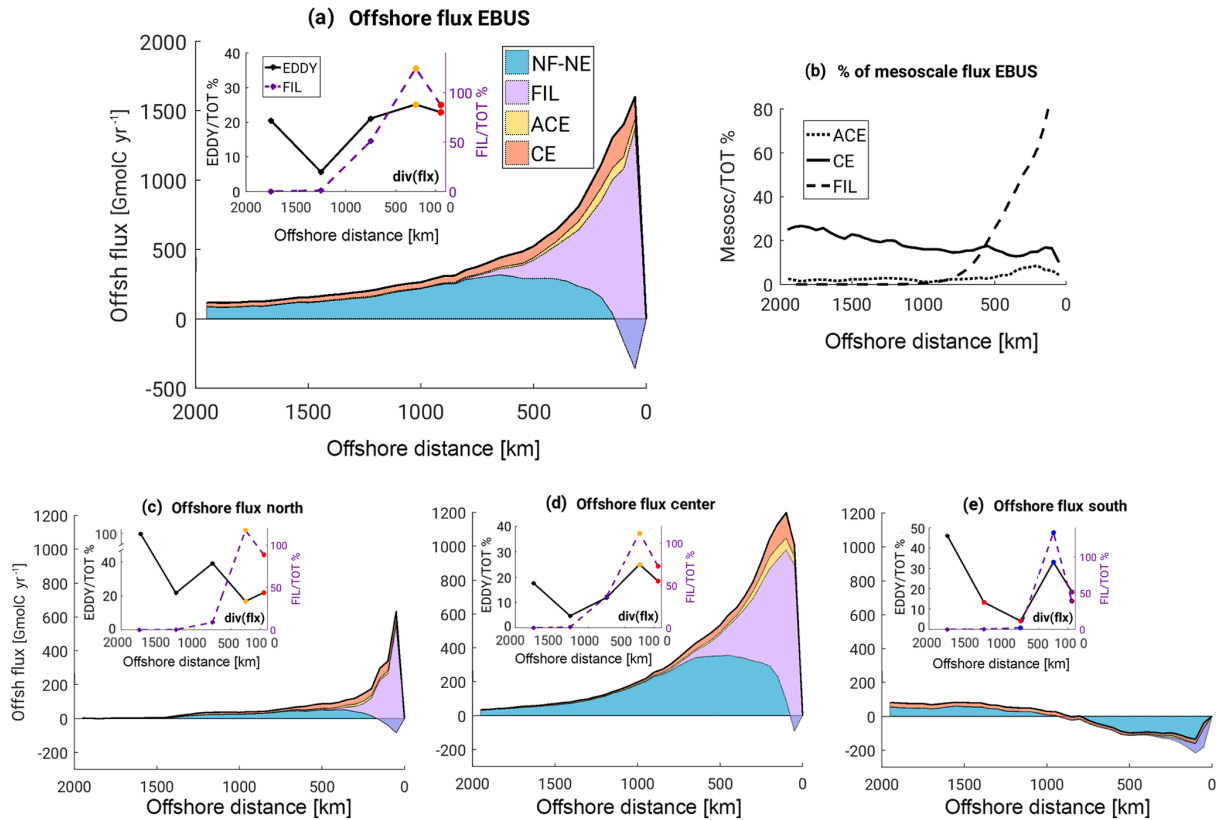 (a) Offshore flux EBUS
2000
1500
1000
500
0
-500
Offsh flux [GmolC yr⁻¹]
2000 1500 1000 500 0
Offshore distance [km]
40
30
20
10
0
EDDY/TOT %
EDDY
FIL
100
50
0
FIL/TOT %
div(flx)
2000 1500 1000 500 100 0
Offshore distance [km]
NF-NE
FIL
ACE
CE
(b) % of mesoscale flux EBUS
80
60
40
20
0
Mesosc/TOT %
ACE
CE
FIL
2000 1500 1000 500 0
Offshore distance [km]
(c) Offshore flux north
1200
1000
800
600
400
200
0
-200
Offsh flux [GmolC yr⁻¹]
2000 1500 1000 500 0
Offshore distance [km]
100
40
20
0
EDDY/TOT %
100
50
0
FIL/TOT %
div(flx)
2000 1500 1000 500 100 0
Offshore distance [km]
(d) Offshore flux center
1200
1000
800
600
400
200
0
-200
2000 1500 1000 500 0
Offshore distance [km]
40
30
20
10
0
EDDY/TOT %
100
50
0
FIL/TOT %
div(flx)
2000 1500 1000 500 100 0
Offshore distance [km]
(e) Offshore flux south
1200
1000
800
600
400
200
0
-200
2000 1500 1000 500 0
Offshore distance [km]
50
40
30
20
10
0
EDDY/TOT %
100
50
0
FIL/TOT %
div(flx)
2000 1500 1000 500 100 0
Offshore distance [km]